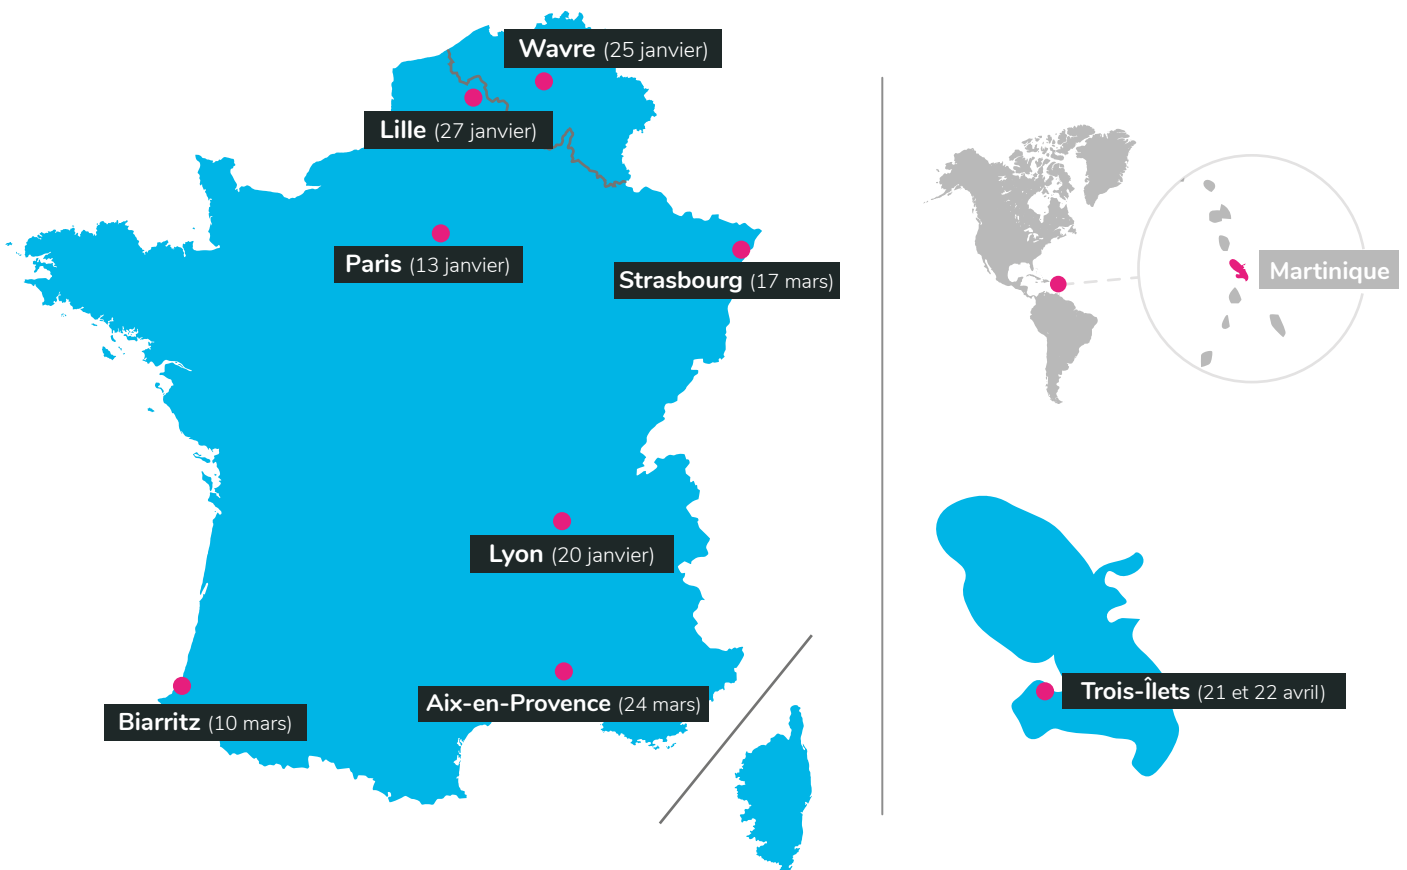 Wavre (25 janvier)
Lille (27 janvier)
Paris (13 janvier)
Strasbourg (17 mars)
Lyon (20 janvier)
Aix-en-Provence (24 mars)
Biarritz (10 mars)
Martinique
Trois-Îlets (21 et 22 avril)